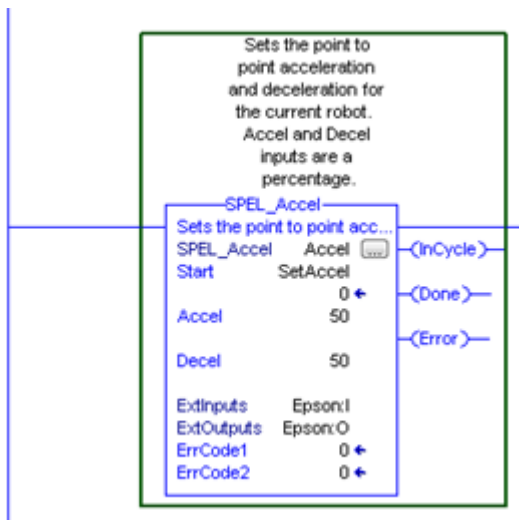 Sets the point to
point acceleration
and deceleration for
the current robot.
Accel and Decel
inputs are a
percentage.
SPEL_Accel
Sets the point to point acc...
SPEL_Accel Accel ... (InCycle)
Start SetAccel
0 (Done)
Accel 50
(Error)
Decel 50
ExtInputs Epson:I
ExtOutputs Epson:O
ErrCode1 0
ErrCode2 0